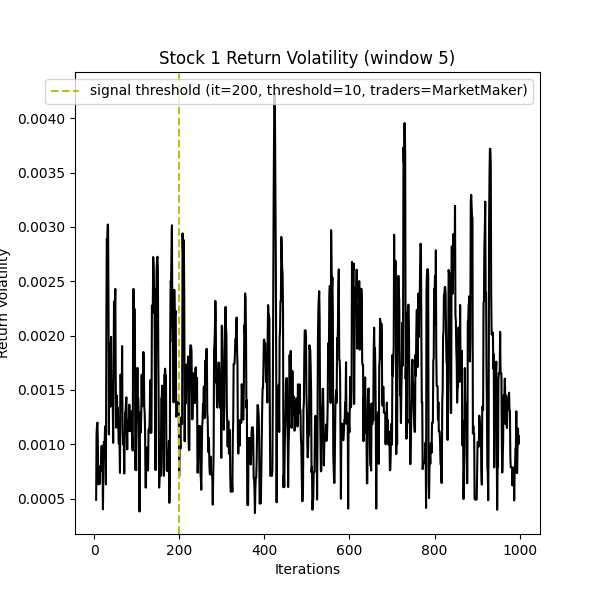 Stock 1 Return Volatility (window 5)
signal threshold (it=200, threshold=10, traders=MarketMaker)
0.0040
0.0035
0.0030
0.0025
0.0020
0.0015
0.0010
0.0005
Return Volatility
0 200 400 600 800 1000
Iterations